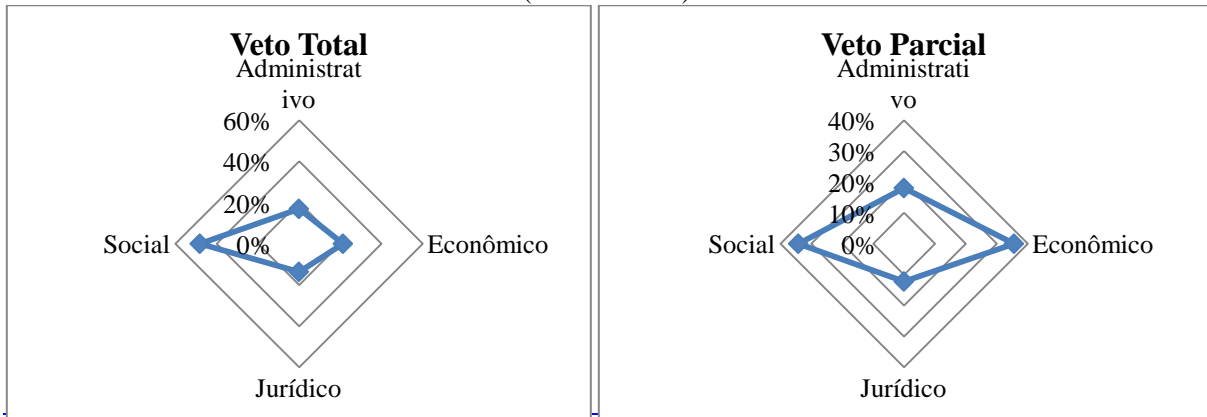 Veto Total
Administrat
ivo
60%
40%
20%
0%
Social
Econômico
Jurídico
Veto Parcial
Administrati
vo
40%
30%
20%
10%
0%
Social
Econômico
Jurídico